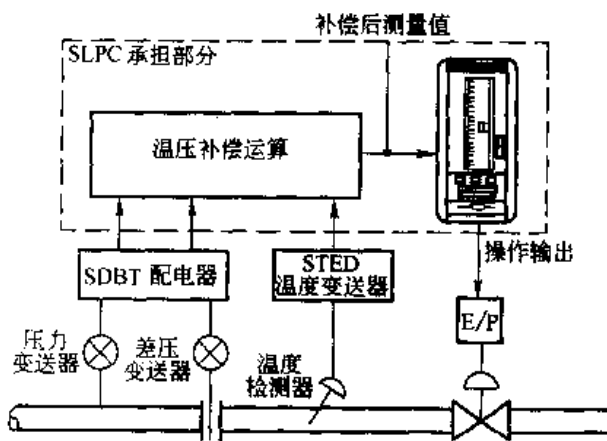 补偿后测量值
SLPC 承担部分
温压补偿运算
操作输出
SDBT 配电器
STED
温度变送器
E/P
压力
变送器
差压
变送器
温度
检测器